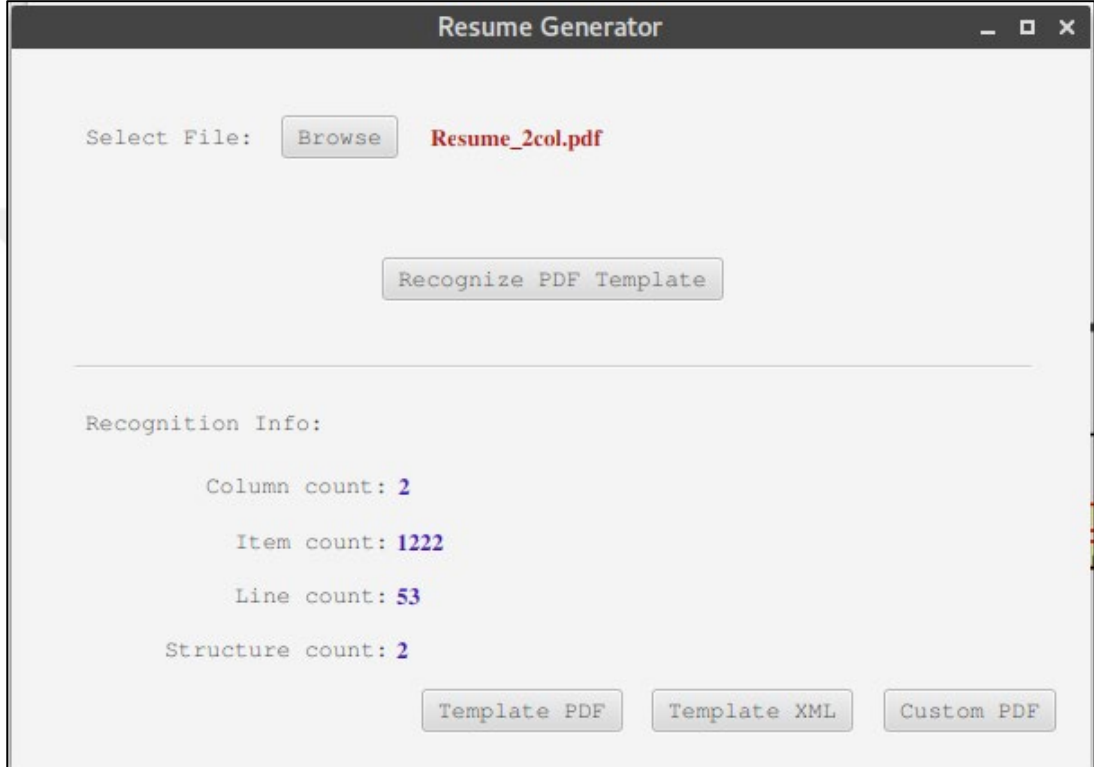 Resume Generator
Select File: Browse Resume_2col.pdf
Recognize PDF Template
Recognition Info:
Column count: 2
Item count: 1222
Line count: 53
Structure count: 2
Template PDF Template XML Custom PDF